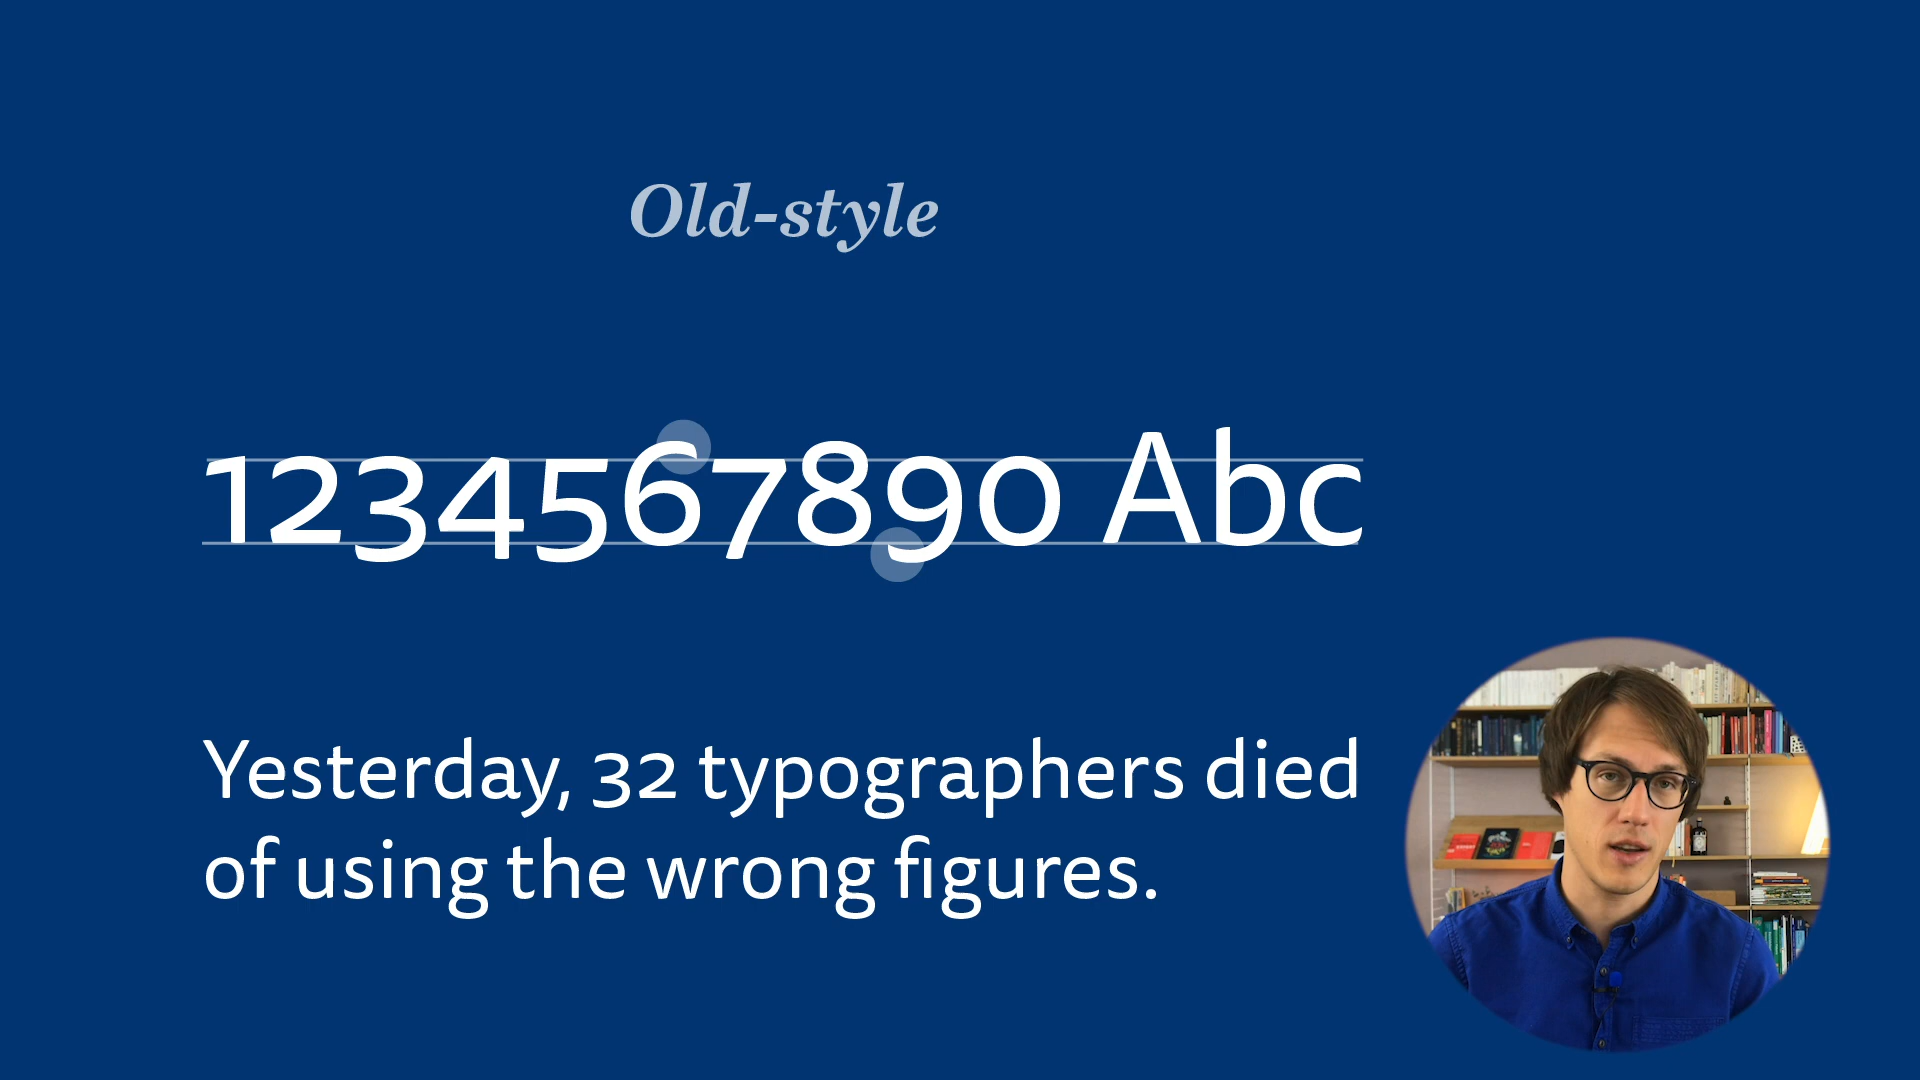 Old-style
1234567890 Abc
Yesterday, 32 typographers died
of using the wrong figures.